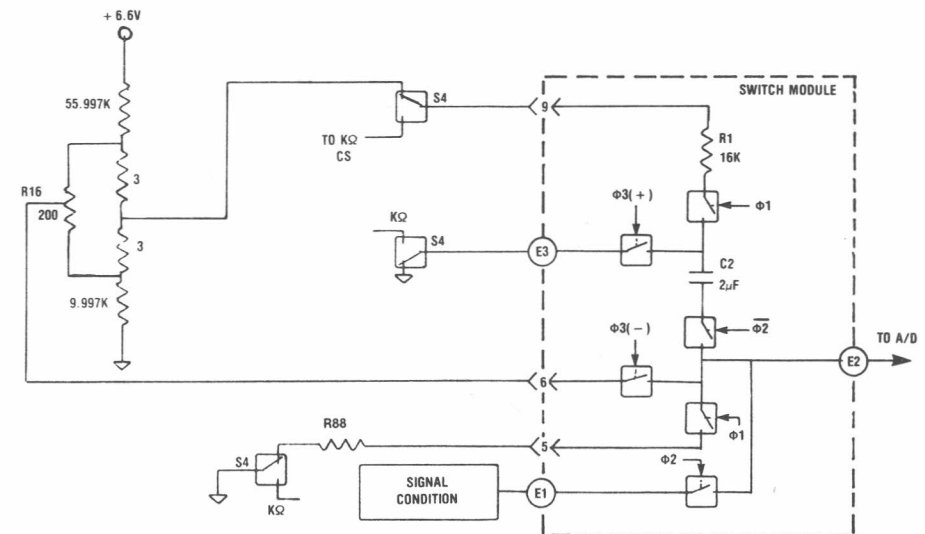 + 6.6V
55.997K
R16
200
3
3
9.997K
S4
TO KΩ
CS
9
SWITCH MODULE
R1
16K
Φ1
Φ3(+)
KΩ
S4
E3
C2
2µF
Φ2
Φ3(−)
TO A/D
E2
6
Φ1
R88
5
S4
KΩ
SIGNAL
CONDITION
E1
Φ2